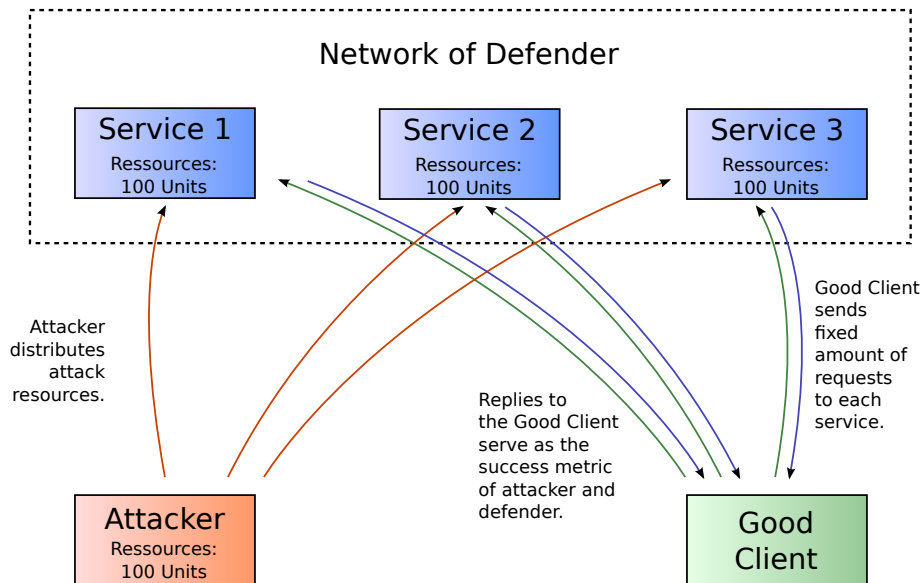 Network of Defender
Service 1
Ressources:
100 Units
Service 2
Ressources:
100 Units
Service 3
Ressources:
100 Units
Attacker
distributes
attack
resources.
Good Client
sends
fixed
amount of
requests
to each
service.
Replies to
the Good Client
serve as the
success metric
of attacker and
defender.
Attacker
Ressources:
100 Units
Good
Client